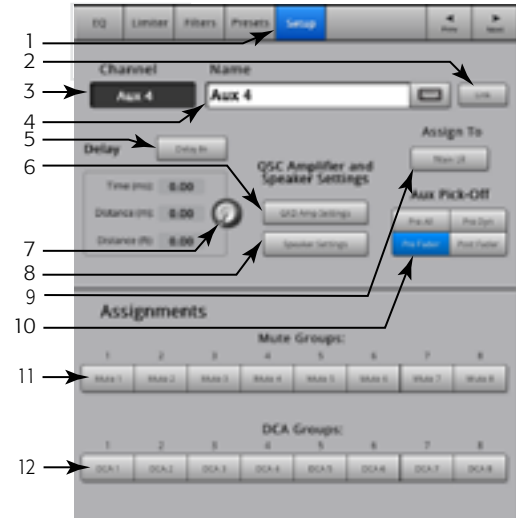 EQ Limiter Filters Presets Setup Prev Next
1
2
Channel Name
3
Aux 4 Aux 4 Link
4
5
Delay Delay In Assign To
6
QSC Amplifier and
Speaker Settings
Main LR
Time (ms): 0.00
Aux Pick-Off
Distance (m): 0.00
QSC Amp Settings
Pre All Pre Dyn
7
Distance (ft): 0.00
Speaker Settings
Pre Fader Post Fader
8
9
10
Assignments
Mute Groups:
1 2 3 4 5 6 7 8
11
Mute 1 Mute 2 Mute 3 Mute 4 Mute 5 Mute 6 Mute 7 Mute 8
DCA Groups:
1 2 3 4 5 6 7 8
12
DCA 1 DCA 2 DCA 3 DCA 4 DCA 5 DCA 6 DCA 7 DCA 8